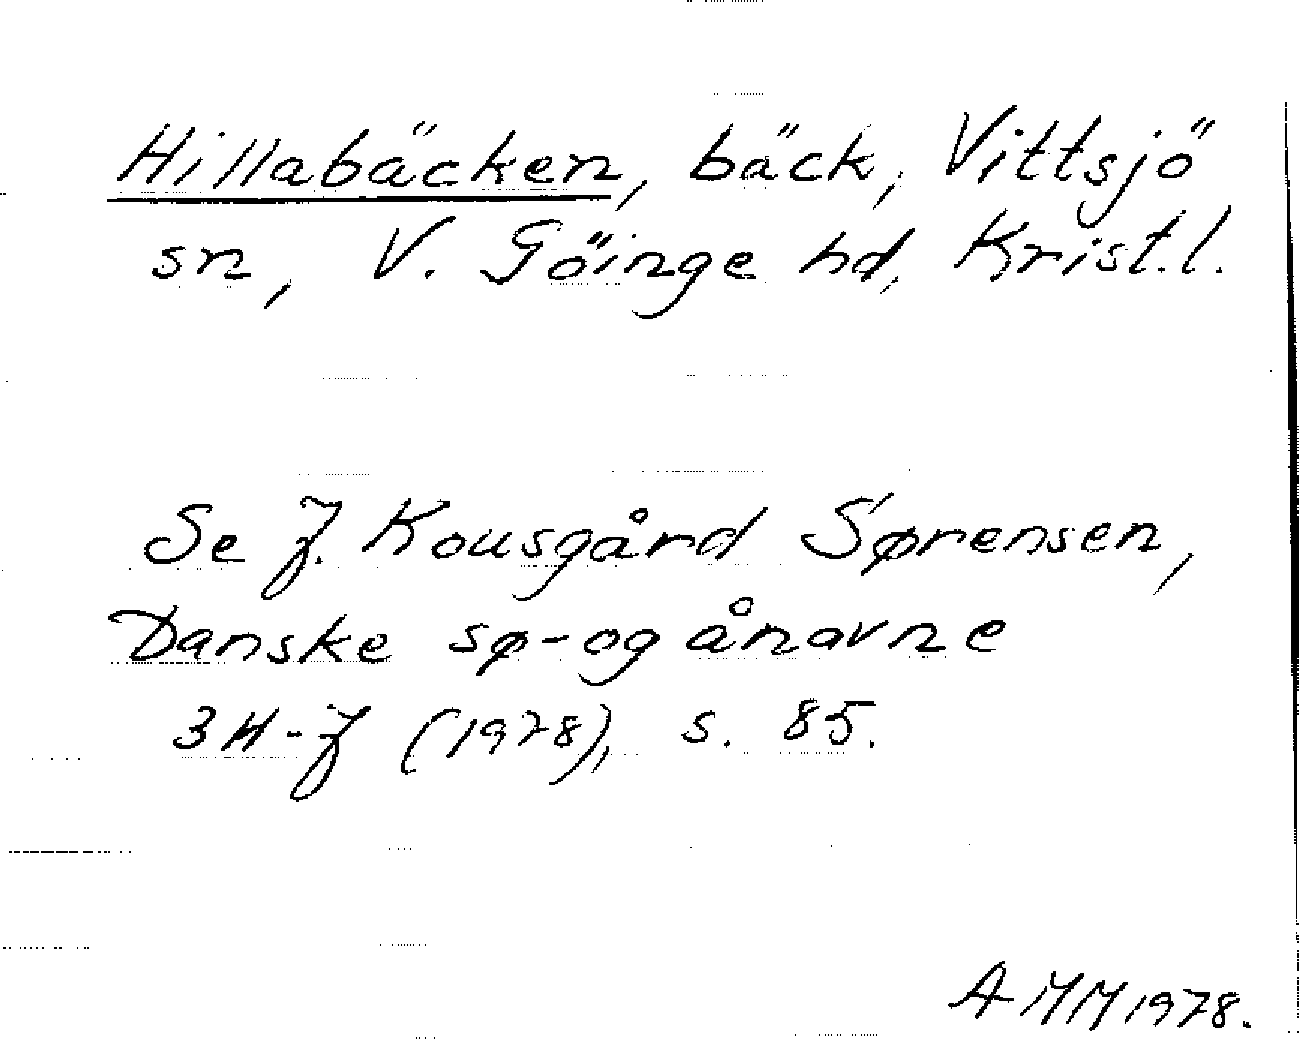 Hillabäcken, bäck, Vittsjö
sn, V. Göinge hd, Krist.l.
Se J. Kousgård Sørensen,
Danske sø- og ånavne
3 H-J (1978), s. 85.
AMM 1978.